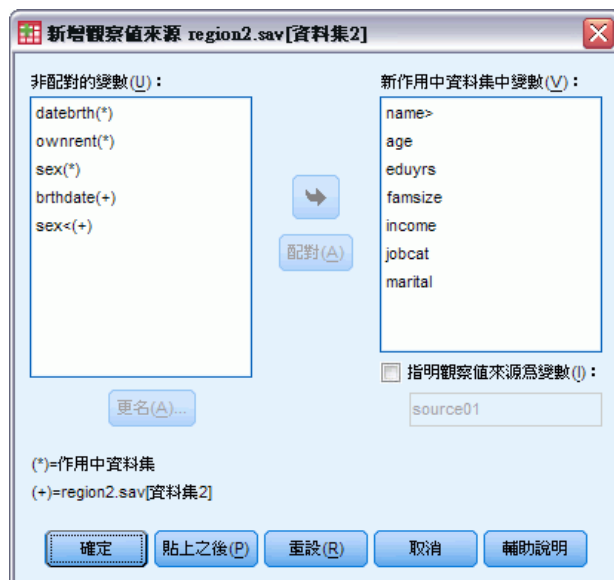 新增觀察值來源 region2.sav[資料集2]
非配對的變數(U)：
datebrth(*)
ownrent(*)
sex(*)
brthdate(+)
sex<(+)
配對(A)
更名(A)...
新作用中資料集中變數(V)：
name>
age
eduyrs
famsize
income
jobcat
marital
指明觀察值來源為變數(I)：
source01
(*)=作用中資料集
(+)=region2.sav[資料集2]
確定
貼上之後(P)
重設(R)
取消
輔助說明